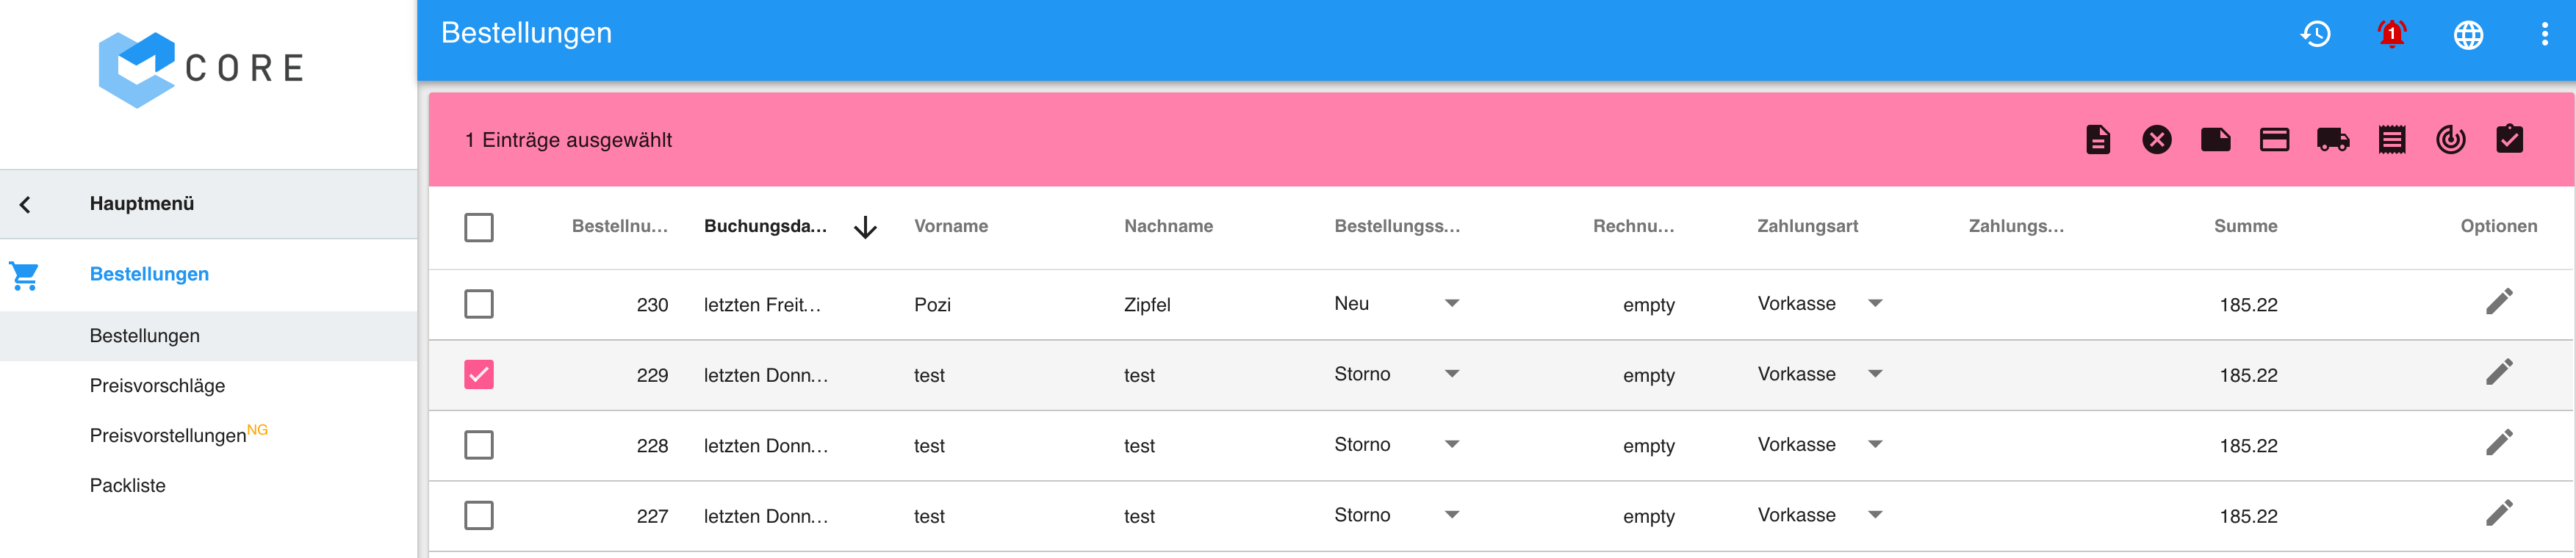 CORE
Hauptmenü
Bestellungen
Bestellungen
Preisvorschläge
PreisvorstellungenNG
Packliste
Bestellungen
1
1 Einträge ausgewählt
Bestellnu... Buchungsda... Vorname Nachname Bestellungss... Rechnu... Zahlungsart Zahlungs... Summe Optionen
230 letzten Freit... Pozi Zipfel Neu empty Vorkasse 185.22
229 letzten Donn... test test Storno empty Vorkasse 185.22
228 letzten Donn... test test Storno empty Vorkasse 185.22
227 letzten Donn... test test Storno empty Vorkasse 185.22